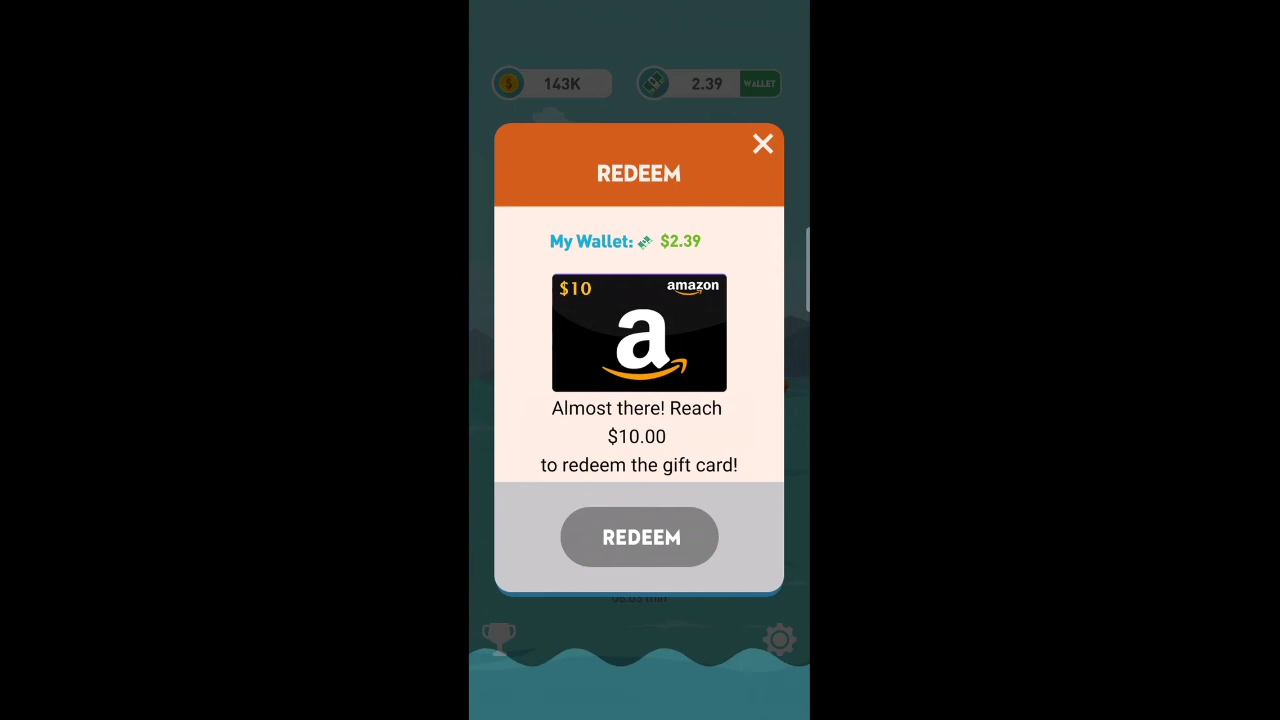 143K
2.39
WALLET
REDEEM
My Wallet: $2.39
$10
amazon
a
Almost there! Reach
$10.00
to redeem the gift card!
REDEEM